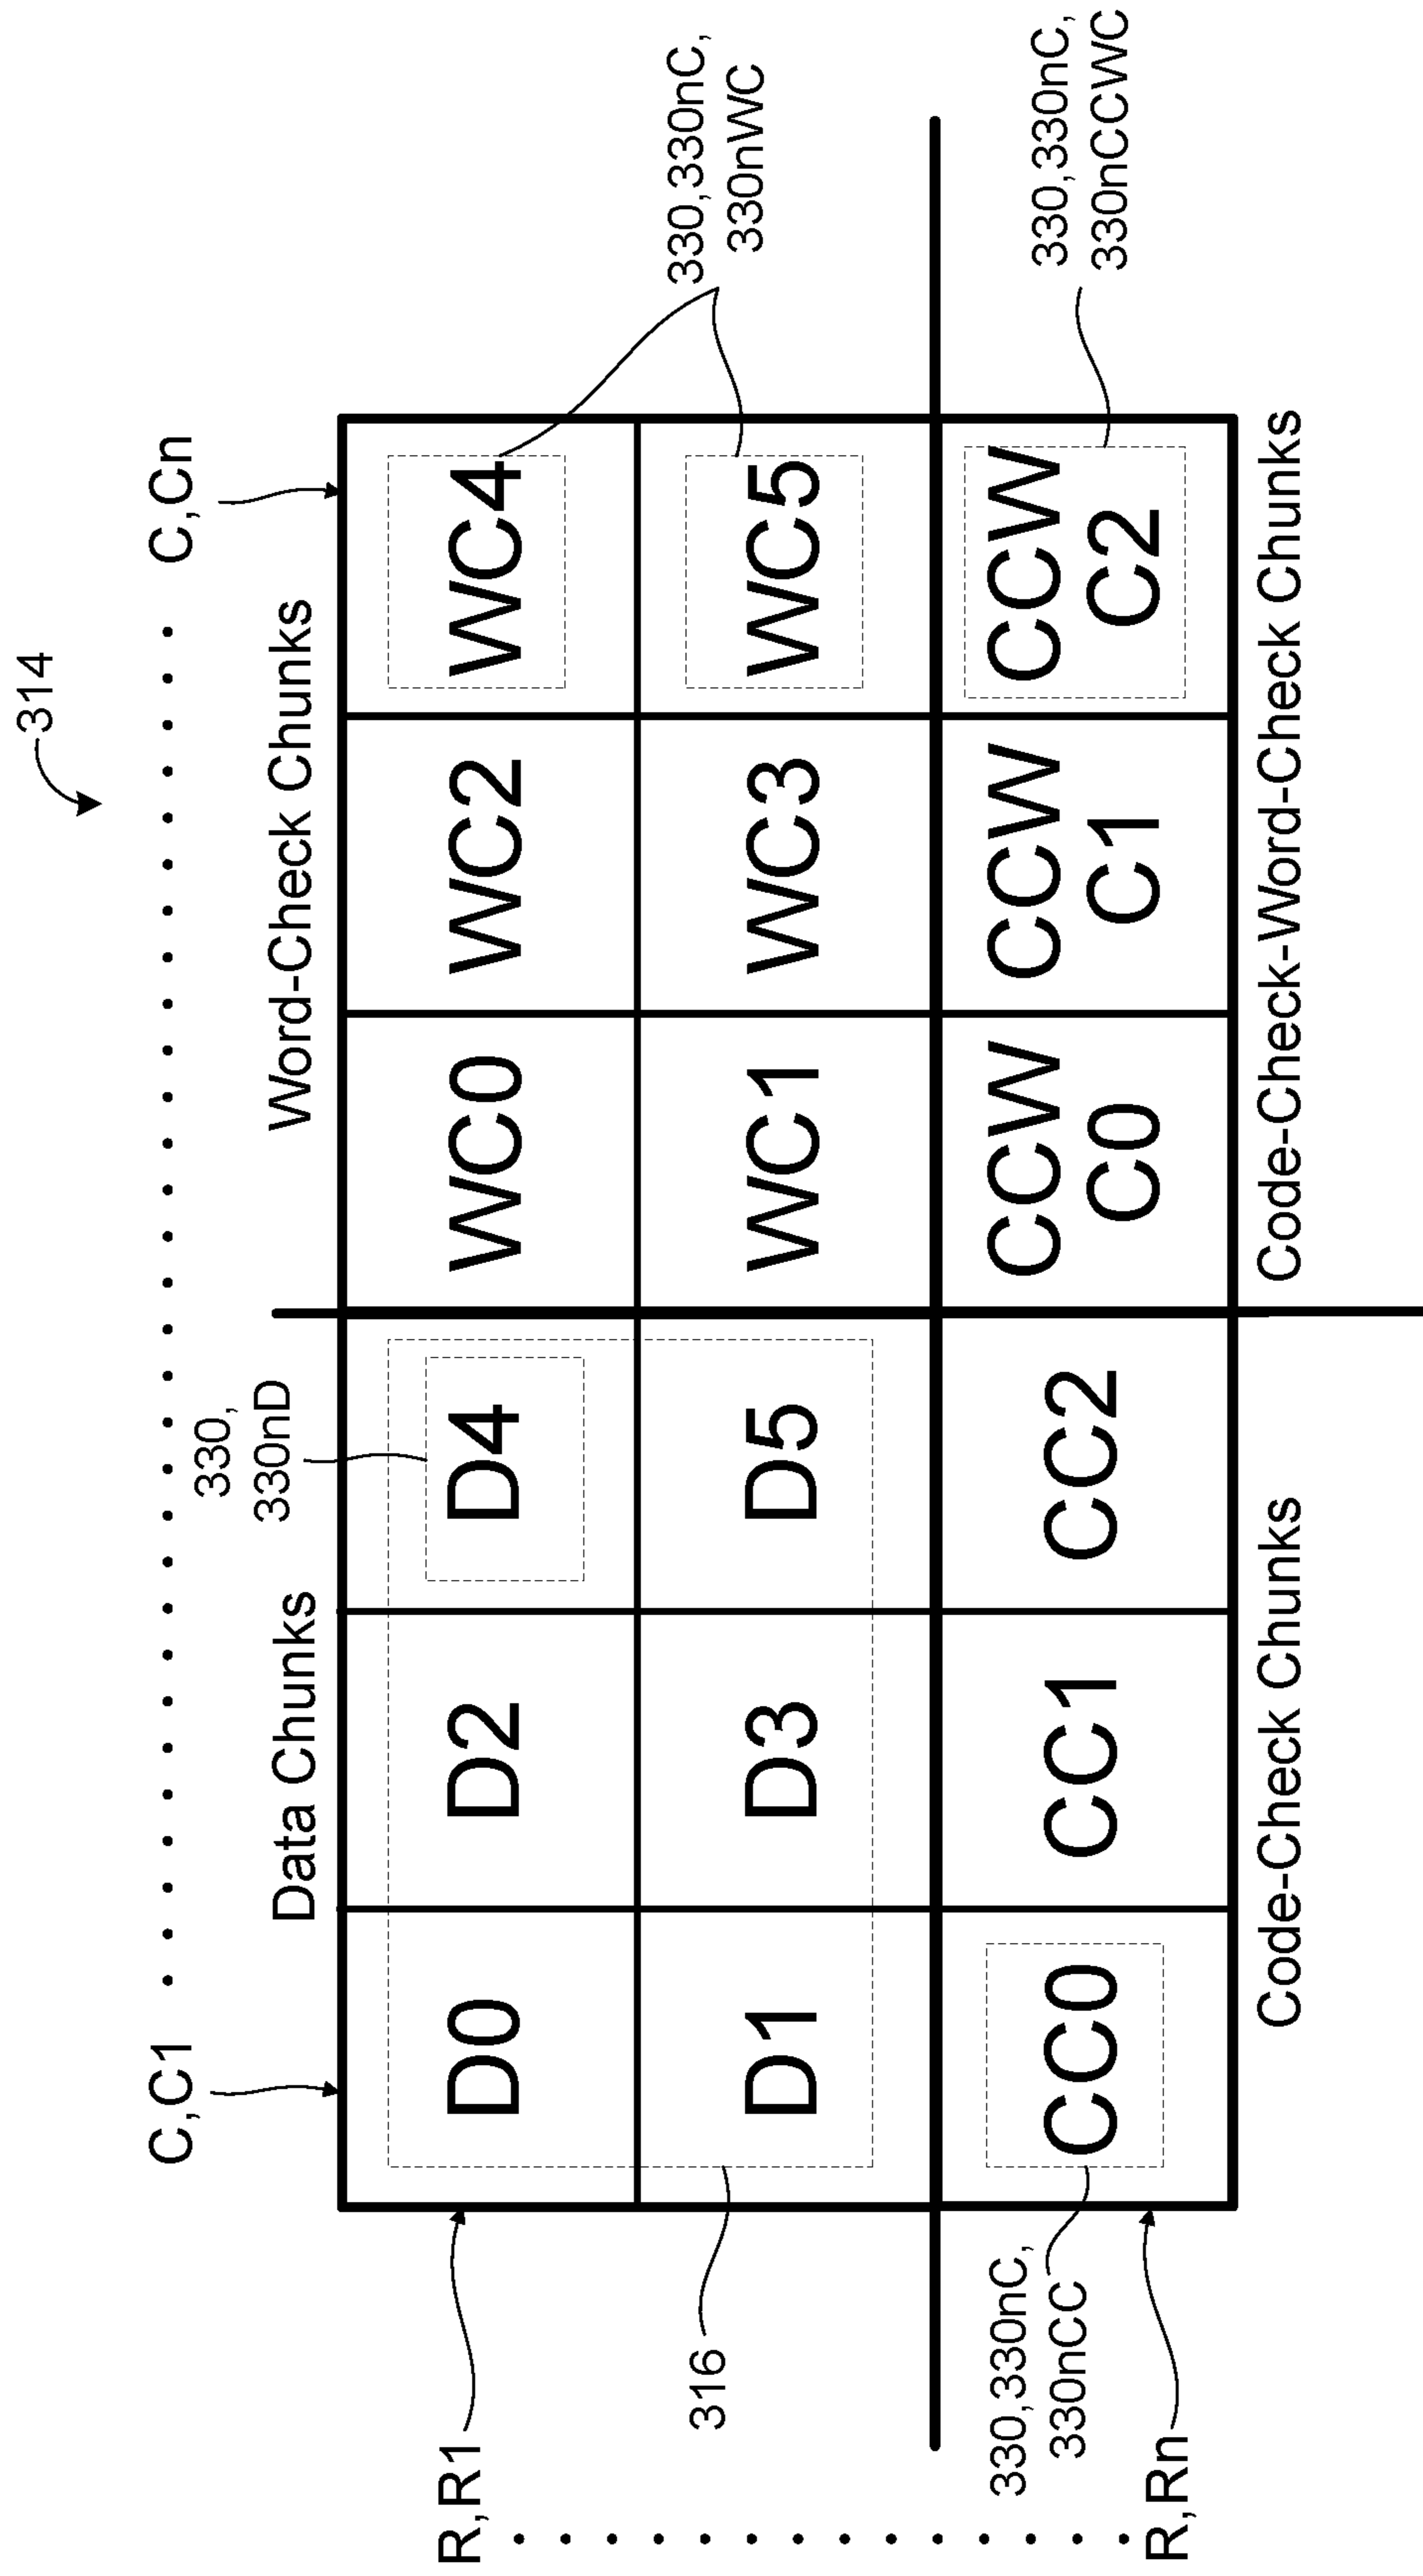 314
C,C1
C,Cn
Data Chunks
330,
330nD
Word-Check Chunks
R,R1
D0
D2
D4
WC0
WC2
WC4
330,330nC,
330nWC
316
D1
D3
D5
WC1
WC3
WC5
330,330nC,
330nCC
CC0
CC1
CC2
CCW
C0
CCW
C1
CCW
C2
330,330nC,
330nCCWC
R,Rn
Code-Check Chunks
Code-Check-Word-Check Chunks